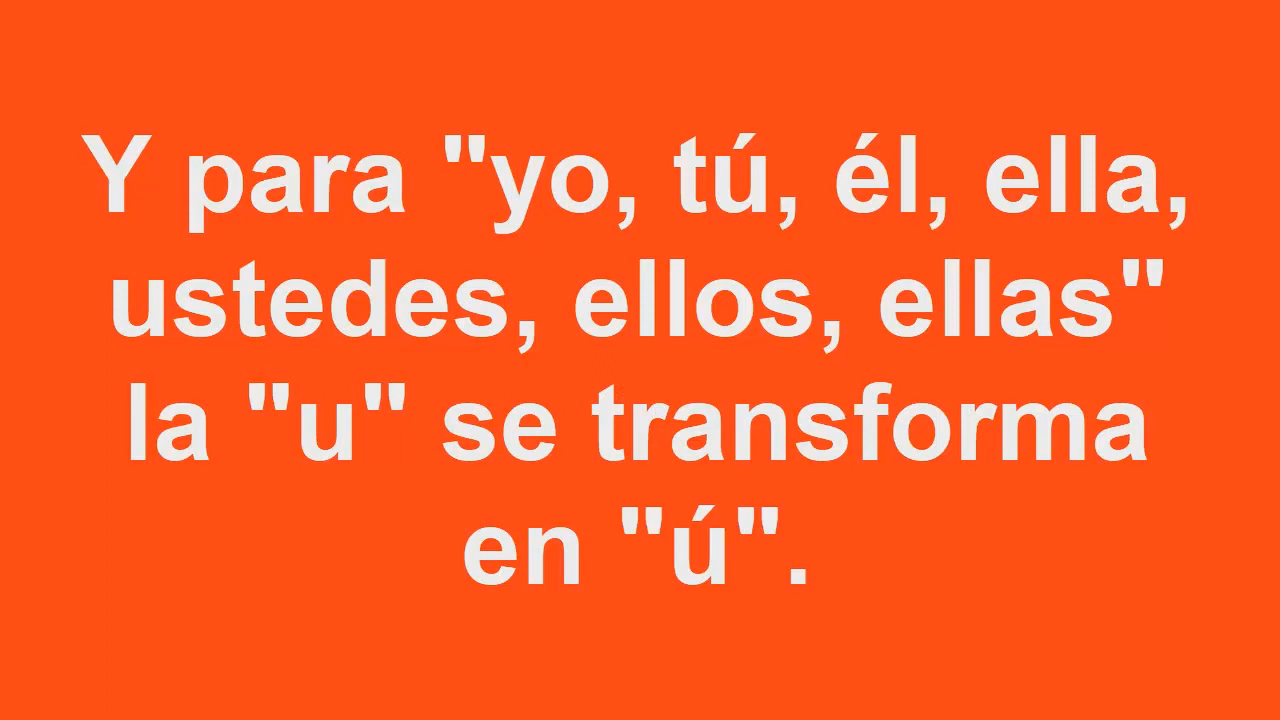 Y para "yo, tú, él, ella,
ustedes, ellos, ellas"
la "u" se transforma
en "ú".